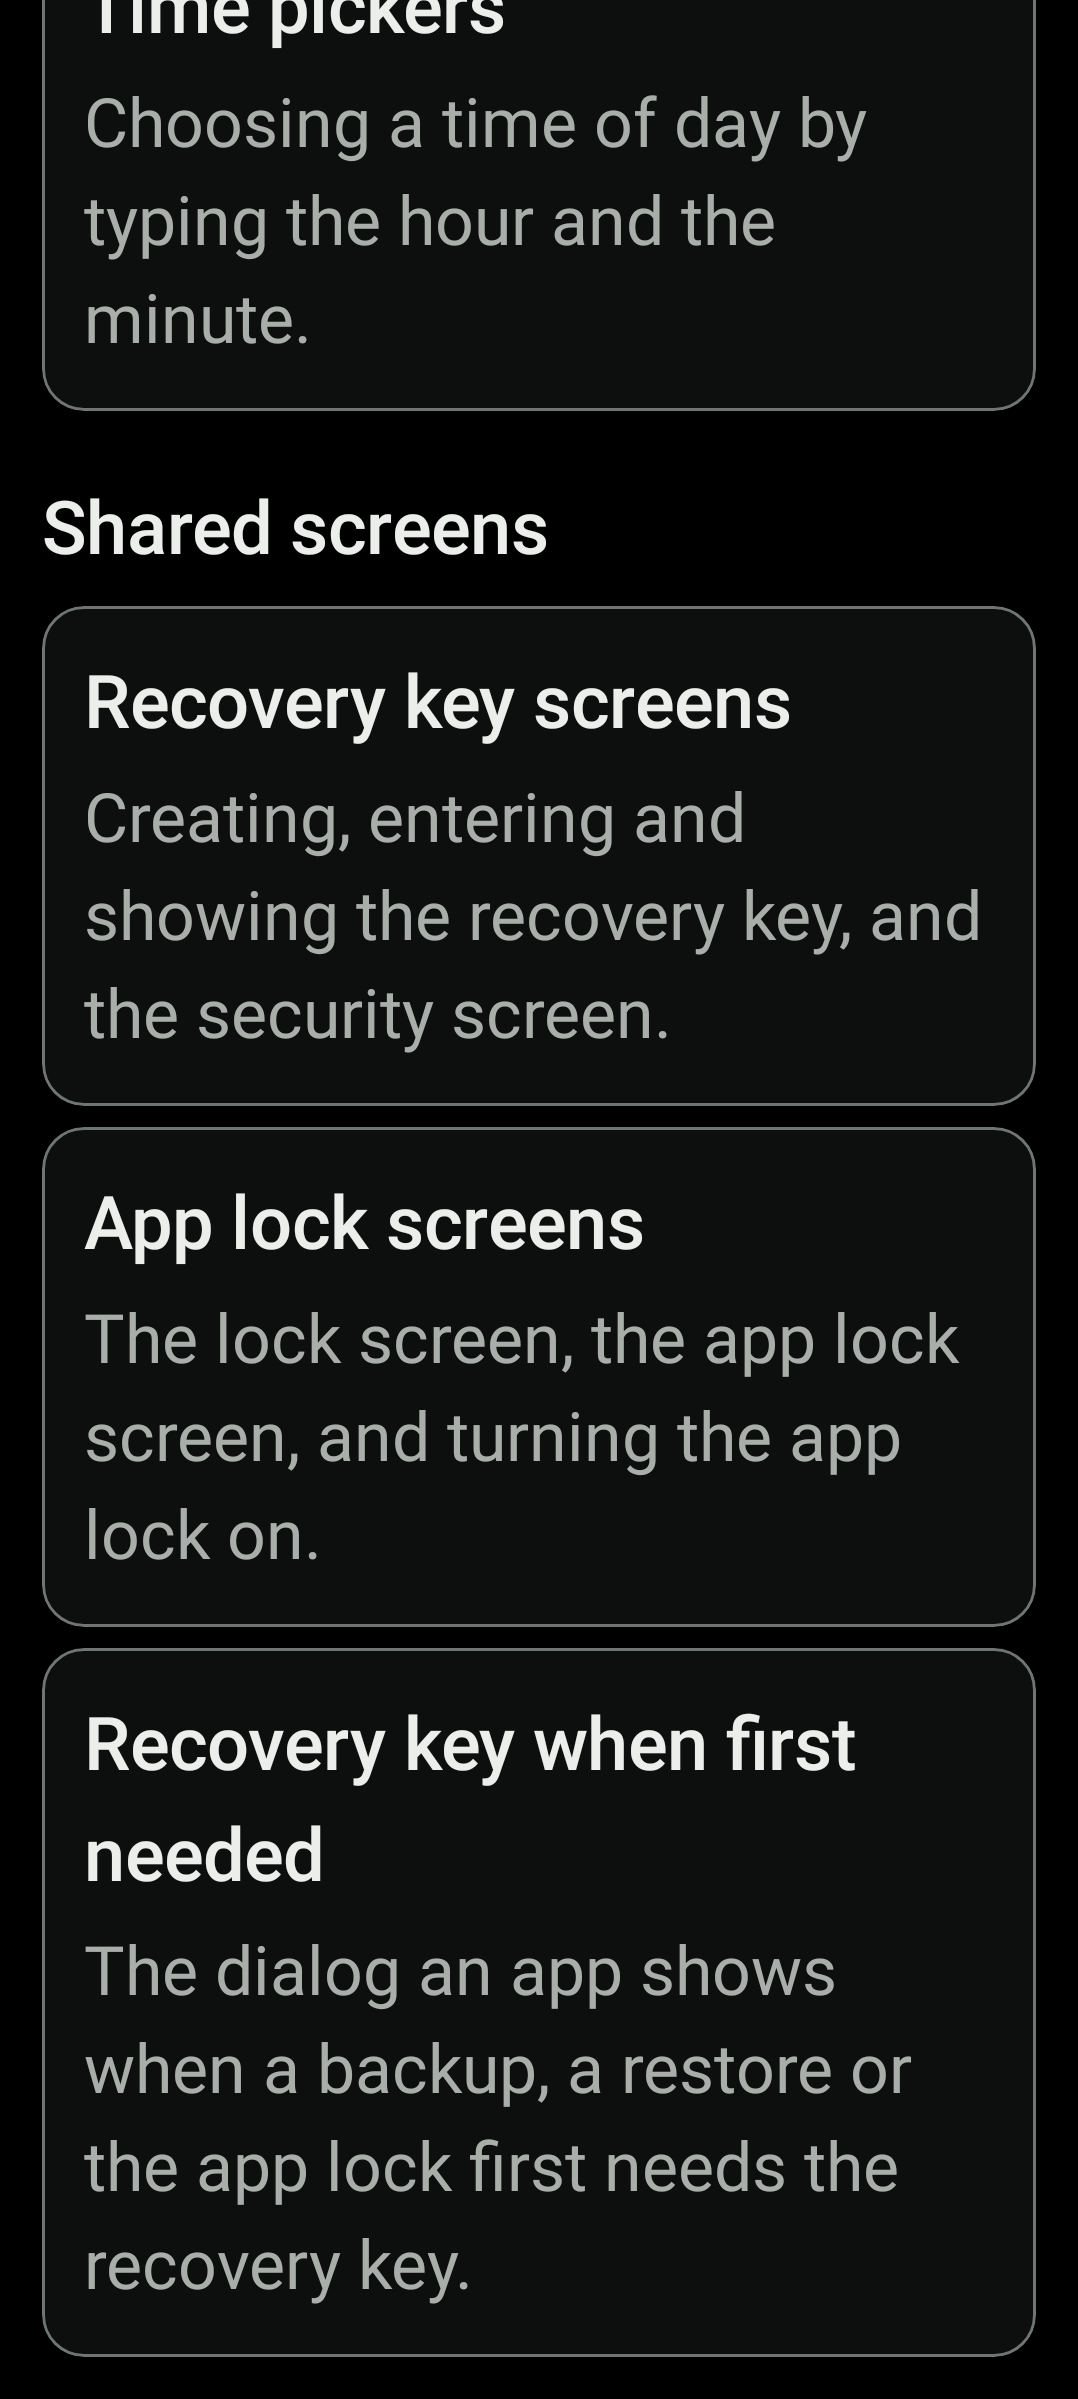 Time pickers
Choosing a time of day by
typing the hour and the
minute.
Shared screens
Recovery key screens
Creating, entering and
showing the recovery key, and
the security screen.
App lock screens
The lock screen, the app lock
screen, and turning the app
lock on.
Recovery key when first
needed
The dialog an app shows
when a backup, a restore or
the app lock first needs the
recovery key.